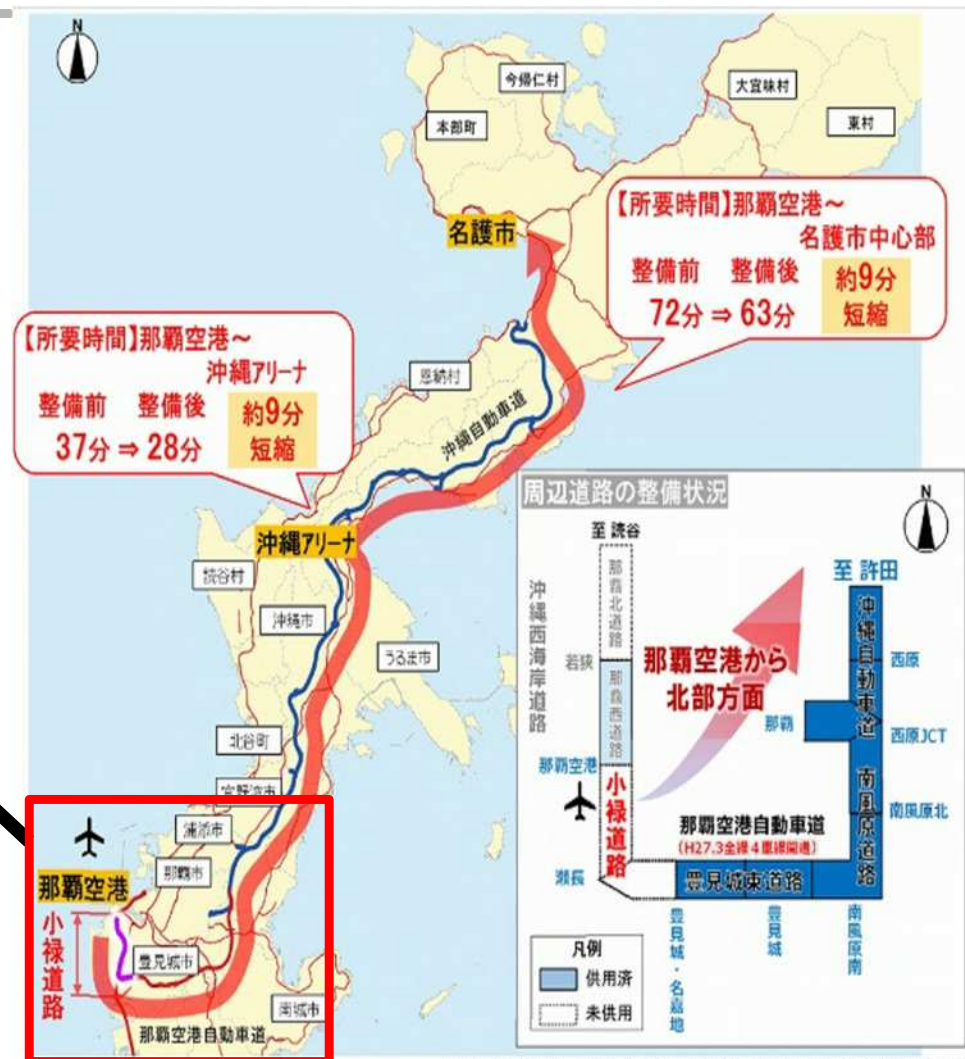 N
今帰仁村
大宜味村
本部町
東村
【所要時間】那覇空港～
名護市中心部
整備前 整備後
72分⇒63分
約9分
短縮
名護市
【所要時間】那覇空港～
沖縄アリーナ
整備前 整備後
37分⇒28分
約9分
短縮
恩納村
沖縄自動車道
沖縄アリーナ
読谷村
沖縄市
うるま市
北谷町
宜野湾市
浦添市
那覇市
那覇空港
小禄道路
豊見城市
南城市
那覇空港自動車道
周辺道路の整備状況
N
至 読谷
至 許田
沖縄西海岸道路
那覇北道路
若狭
那覇西道路
那覇空港から
北部方面
沖縄自動車道
西原
那覇
西原JCT
那覇空港
小禄道路
南風原道路
南風原北
那覇空港自動車道
(H27.3全線4車線開通)
瀬長
豊見城東道路
豊見城・名嘉地
豊見城
南風原南
凡例
供用済
未供用